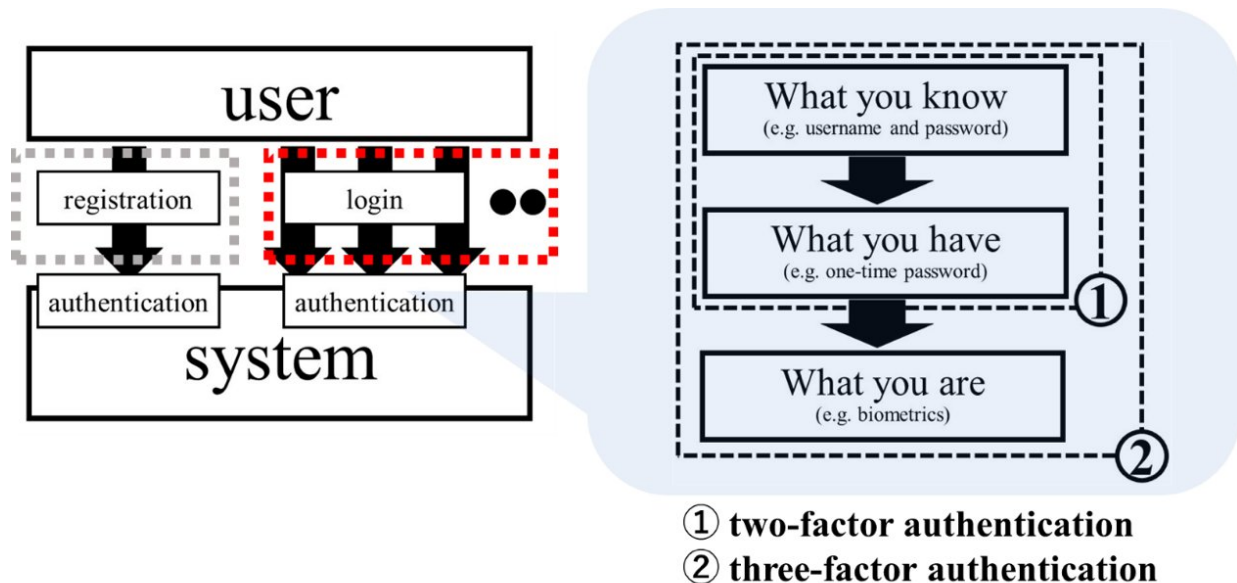 user
registration
login
authentication
authentication
system
What you know
(e.g. username and password)
What you have
(e.g. one-time password)
①
What you are
(e.g. biometrics)
②
① two-factor authentication
② three-factor authentication